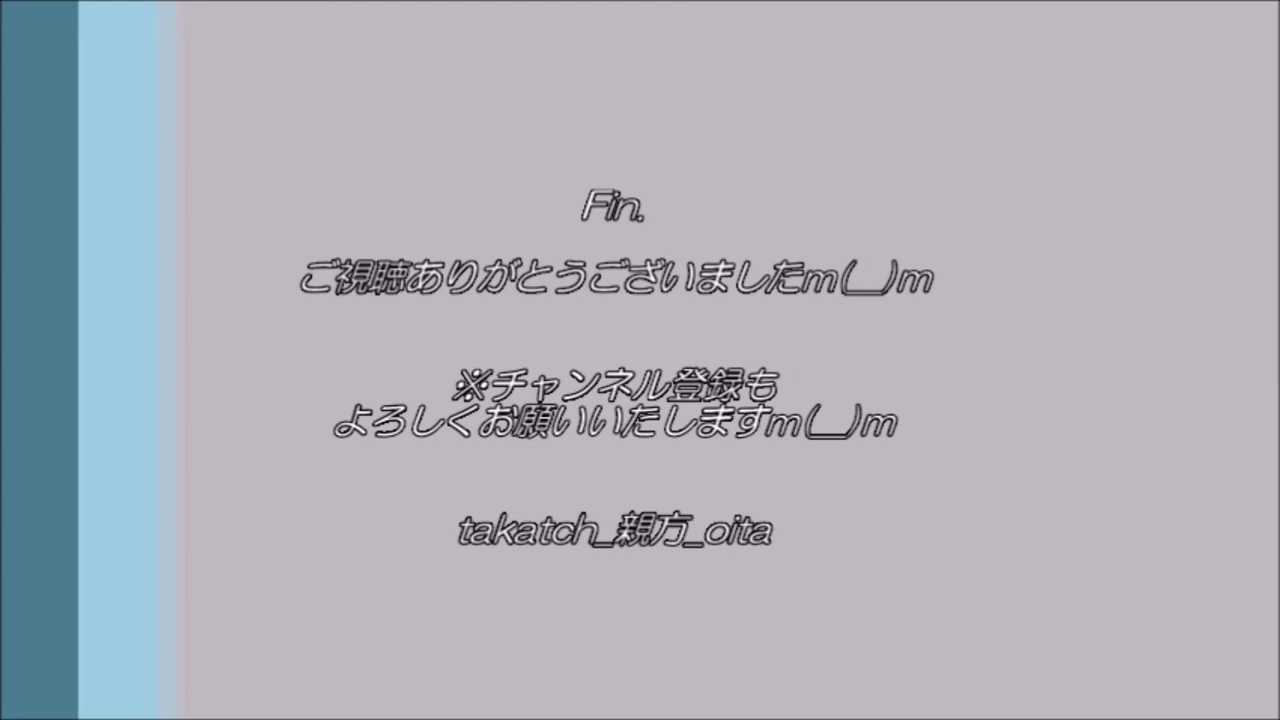 Fin.
ご視聴ありがとうございましたm(__)m
※チャンネル登録も
よろしくお願いいたしますm(__)m
takatch_親方_oita